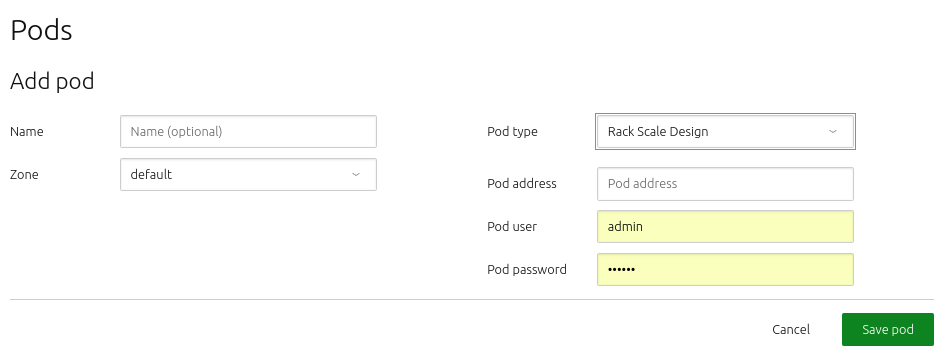 Pods
Add pod
Name
Name (optional)
Zone
default
Pod type
Rack Scale Design
Pod address
Pod address
Pod user
admin
Pod password
••••••
Cancel
Save pod